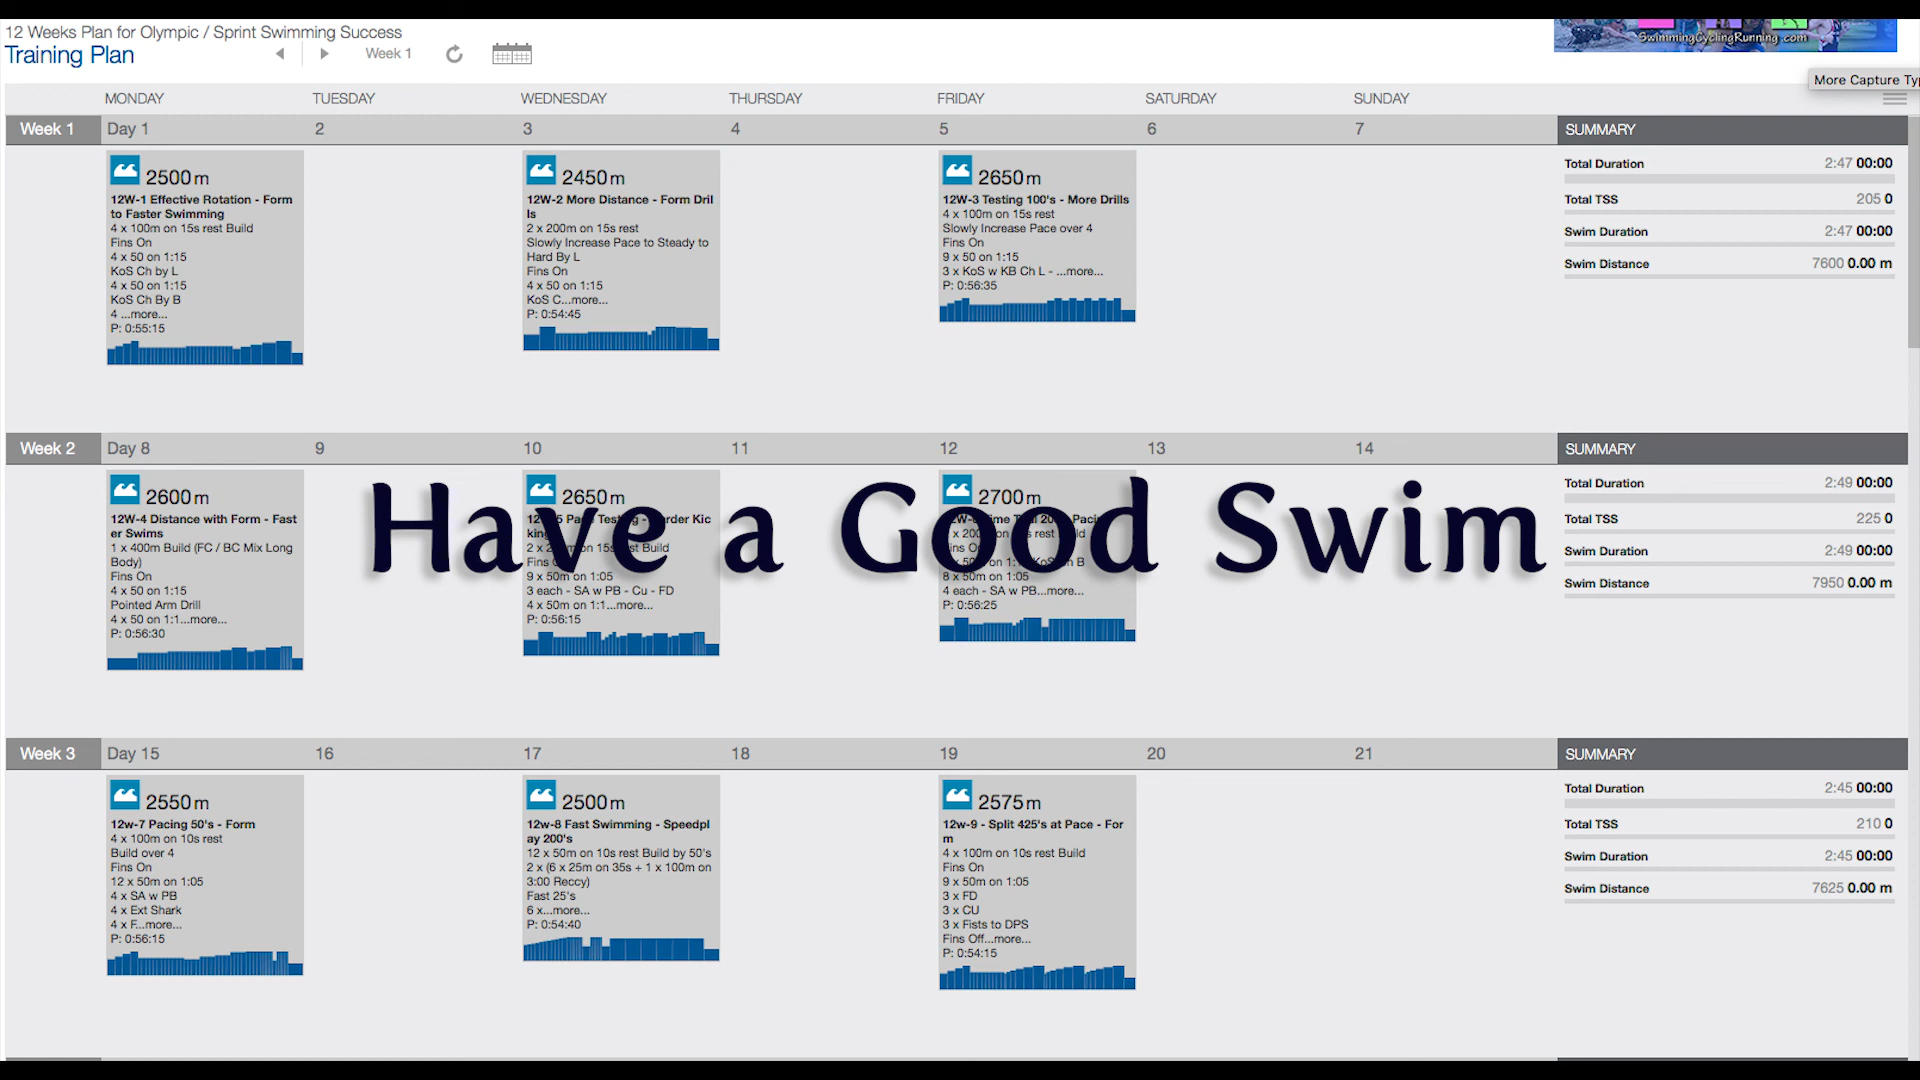 12 Weeks Plan for Olympic / Sprint Swimming Success
Training Plan
Week 1
SwimmingCyclingRunning.com
More Capture Ty
MONDAY TUESDAY WEDNESDAY THURSDAY FRIDAY SATURDAY SUNDAY
Week 1 Day 1 2 3 4 5 6 7 SUMMARY
2500 m
12W-1 Effective Rotation - Form
to Faster Swimming
4 x 100m on 15s rest Build
Fins On
4 x 50 on 1:15
KoS Ch by L
4 x 50 on 1:15
KoS Ch By B
4 ...more...
P: 0:55:15
2450 m
12W-2 More Distance - Form Dril
ls
2 x 200m on 15s rest
Slowly Increase Pace to Steady to
Hard By L
Fins On
4 x 50 on 1:15
KoS C...more...
P: 0:54:45
2650 m
12W-3 Testing 100's - More Drills
4 x 100m on 15s rest
Slowly Increase Pace over 4
Fins On
9 x 50 on 1:15
3 x KoS w KB Ch L - ...more...
P: 0:56:35
Total Duration 2:47 00:00
Total TSS 205 0
Swim Duration 2:47 00:00
Swim Distance 7600 0.00 m
Week 2 Day 8 9 10 11 12 13 14 SUMMARY
2600 m
12W-4 Distance with Form - Fast
er Swims
1 x 400m Build (FC / BC Mix Long
Body)
Fins On
4 x 50 on 1:15
Pointed Arm Drill
4 x 50 on 1:1...more...
P: 0:56:30
2650 m
Kic
9 x 50m on 1:05
3 each - SA w PB - Cu - FD
4 x 50m on 1:1...more...
P: 0:56:15
2700 m
8 x 50m on 1:05
4 each - SA w PB...more...
P: 0:56:25
Have a Good Swim
Total Duration 2:49 00:00
Total TSS 225 0
Swim Duration 2:49 00:00
Swim Distance 7950 0.00 m
Week 3 Day 15 16 17 18 19 20 21 SUMMARY
2550 m
12w-7 Pacing 50's - Form
4 x 100m on 10s rest
Build over 4
Fins On
12 x 50m on 1:05
4 x SA w PB
4 x Ext Shark
4 x F...more...
P: 0:56:15
2500 m
12w-8 Fast Swimming - Speedpl
ay 200's
12 x 50m on 10s rest Build by 50's
2 x (6 x 25m on 35s + 1 x 100m on
3:00 Reccy)
Fast 25's
6 x...more...
P: 0:54:40
2575 m
12w-9 - Split 425's at Pace - For
m
4 x 100m on 10s rest Build
Fins On
9 x 50m on 1:05
3 x FD
3 x CU
3 x Fists to DPS
Fins Off...more...
P: 0:54:15
Total Duration 2:45 00:00
Total TSS 210 0
Swim Duration 2:45 00:00
Swim Distance 7625 0.00 m